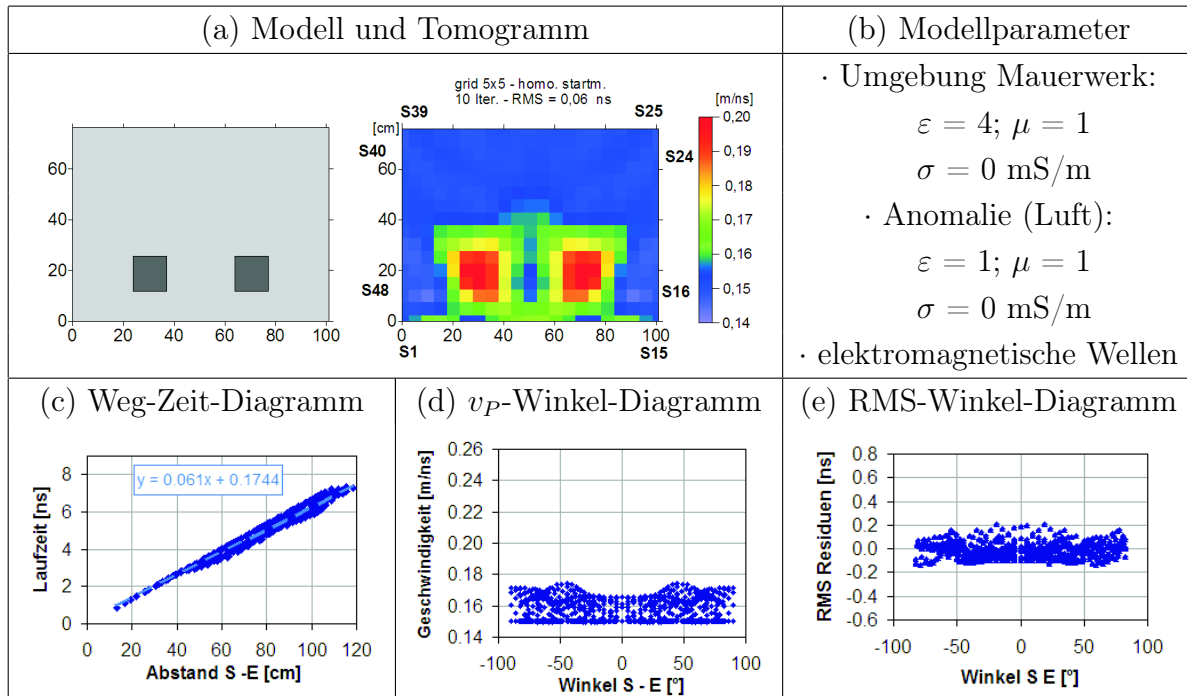 (a) Modell und Tomogramm
(b) Modellparameter
grid 5x5 - homo. startm.
10 Iter. - RMS = 0,06 ns
[m/ns]
S39
S25
[cm]
S40
S24
S48
S16
S1
S15
60
40
20
0
0 20 40 60 80 100
60
40
20
0
0 20 40 60 80 100
0,20
0,19
0,18
0,17
0,16
0,15
0,14
· Umgebung Mauerwerk:
ε = 4; μ = 1
σ = 0 mS/m
· Anomalie (Luft):
ε = 1; μ = 1
σ = 0 mS/m
· elektromagnetische Wellen
(c) Weg-Zeit-Diagramm
y = 0.061x + 0.1744
Laufzeit [ns]
8
6
4
2
0
0 20 40 60 80 100 120
Abstand S -E [cm]
(d) vP-Winkel-Diagramm
Geschwindigkeit [m/ns]
0.26
0.24
0.22
0.20
0.18
0.16
0.14
-100 -50 0 50 100
Winkel S - E [º]
(e) RMS-Winkel-Diagramm
RMS Residuen [ns]
0.8
0.6
0.4
0.2
0.0
-0.2
-0.4
-0.6
-100 -50 0 50 100
Winkel S E [º]